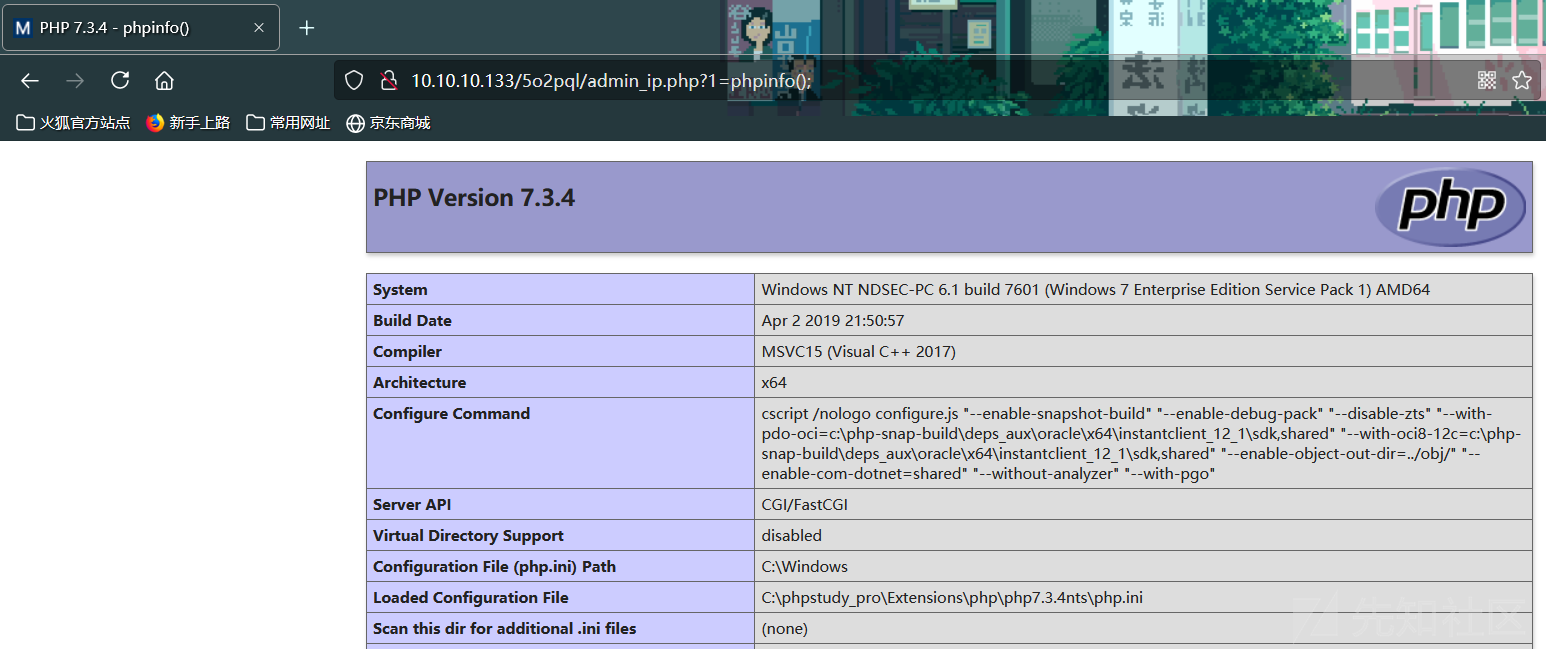 PHP 7.3.4 - phpinfo()
10.10.10.133/5o2pql/admin_ip.php?1=phpinfo();
火狐官方站点 新手上路 常用网址 京东商城
PHP Version 7.3.4
php
System Windows NT NDSEC-PC 6.1 build 7601 (Windows 7 Enterprise Edition Service Pack 1) AMD64
Build Date Apr 2 2019 21:50:57
Compiler MSVC15 (Visual C++ 2017)
Architecture x64
Configure Command cscript /nologo configure.js "--enable-snapshot-build" "--enable-debug-pack" "--disable-zts" "--with-
pdo-oci=c:\php-snap-build\deps_aux\oracle\x64\instantclient_12_1\sdk,shared" "--with-oci8-12c=c:\php-
snap-build\deps_aux\oracle\x64\instantclient_12_1\sdk,shared" "--enable-object-out-dir=../obj/" "--
enable-com-dotnet=shared" "--without-analyzer" "--with-pgo"
Server API CGI/FastCGI
Virtual Directory Support disabled
Configuration File (php.ini) Path C:\Windows
Loaded Configuration File C:\phpstudy_pro\Extensions\php\php7.3.4nts\php.ini
Scan this dir for additional .ini files (none)
先知社区